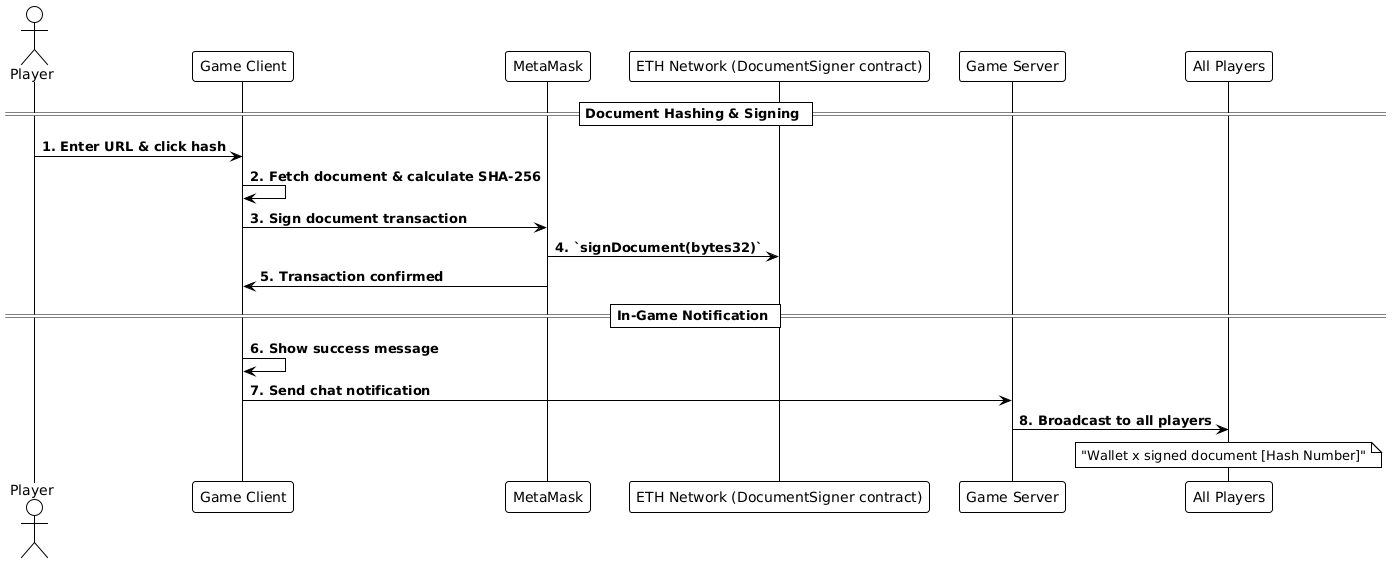 Player
Game Client
MetaMask
ETH Network (DocumentSigner contract)
Game Server
All Players
Document Hashing & Signing
1. Enter URL & click hash
2. Fetch document & calculate SHA-256
3. Sign document transaction
4. `signDocument(bytes32)`
5. Transaction confirmed
In-Game Notification
6. Show success message
7. Send chat notification
8. Broadcast to all players
"Wallet x signed document [Hash Number]"
Player
Game Client
MetaMask
ETH Network (DocumentSigner contract)
Game Server
All Players